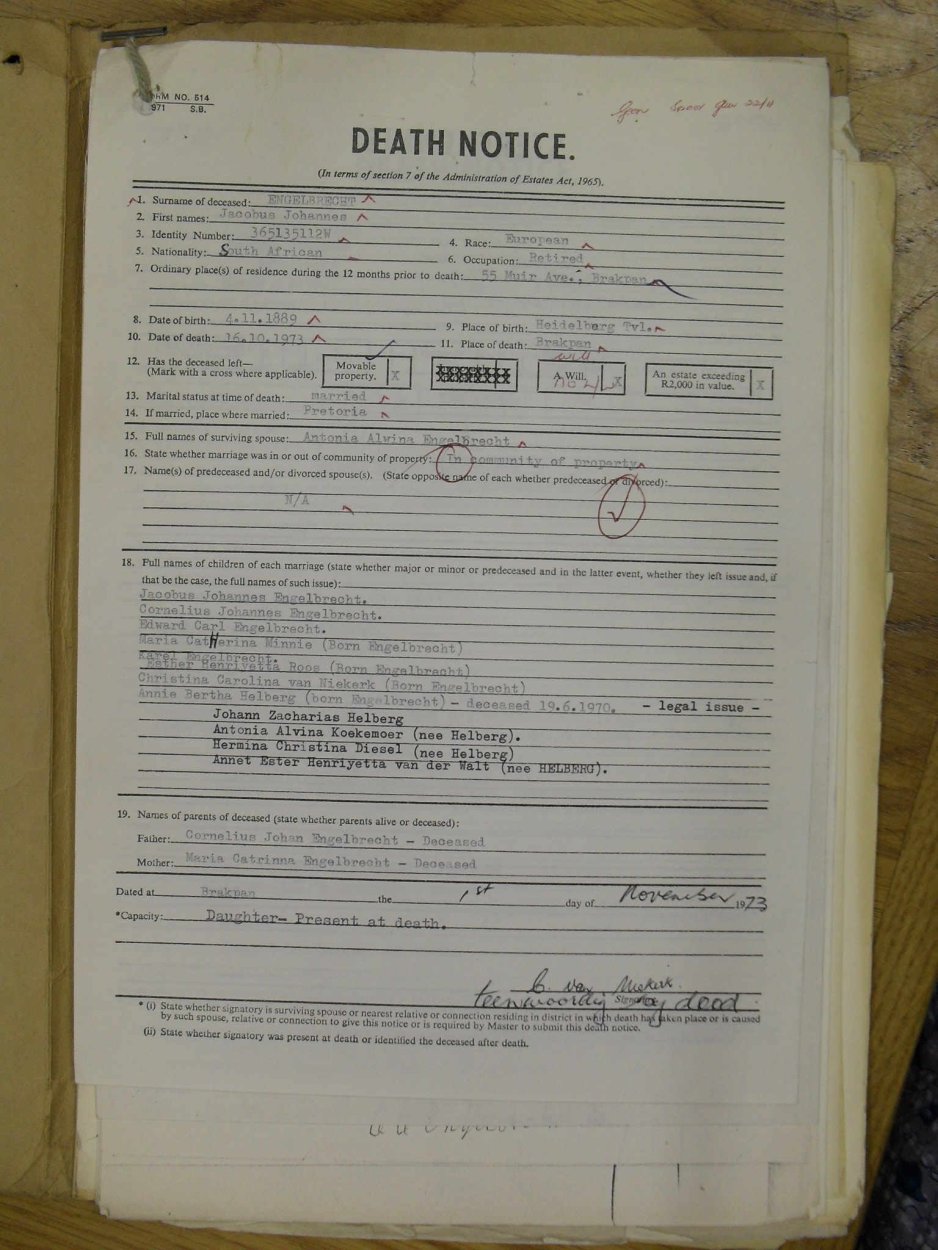 FORM NO. 514
971 S.B.
22/11
DEATH NOTICE.
(In terms of section 7 of the Administration of Estates Act, 1965).
1. Surname of deceased: ENGELBRECHT
2. First names: Jacobus Johannes
3. Identity Number: 365135112W 4. Race: European
5. Nationality: South African 6. Occupation: Retired
7. Ordinary place(s) of residence during the 12 months prior to death: 55 Muir Ave., Brakpan
8. Date of birth: 4.11.1889 9. Place of birth: Heidelberg Tvl.
10. Date of death: 16.10.1973 11. Place of death: Brakpan
12. Has the deceased left— (Mark with a cross where applicable). Movable property. X A Will. X An estate exceeding R2,000 in value. X
will
no
13. Marital status at time of death: married
14. If married, place where married: Pretoria
15. Full names of surviving spouse: Antonia Alvina Engelbrecht
16. State whether marriage was in or out of community of property: In community of property
17. Name(s) of predeceased and/or divorced spouse(s). (State opposite name of each whether predeceased or divorced):
N/A
18. Full names of children of each marriage (state whether major or minor or predeceased and in the latter event, whether they left issue and, if
that be the case, the full names of such issue):
Jacobus Johannes Engelbrecht.
Cornelius Johannes Engelbrecht.
Edward Carl Engelbrecht.
Maria CatHerina Minnie (Born Engelbrecht)
Karel Engelbrecht.
Esther Henriyetta Roos (Born Engelbrecht)
Christina Carolina van Niekerk (Born Engelbrecht)
Annie Bertha Helberg (born Engelbrecht) - deceased 19.6.1970. - legal issue -
Johann Zacharias Helberg
Antonia Alvina Koekemoer (nee Helberg).
Hermina Christina Diesel (nee Helberg)
Annet Ester Henriyetta van der Walt (nee HELBERG).
19. Names of parents of deceased (state whether parents alive or deceased):
Father: Cornelius Johan Engelbrecht - Deceased
Mother: Maria Catrinna Engelbrecht - Deceased
Dated at Brakpan the 1st day of November 1973
*Capacity: Daughter- Present at death.
C. van Niekerk.
Signature
teenwoordig by dood.
* (i) State whether signatory is surviving spouse or nearest relative or connection residing in district in which death has taken place or is caused
by such spouse, relative or connection to give this notice or is required by Master to submit this death notice.
(ii) State whether signatory was present at death or identified the deceased after death.